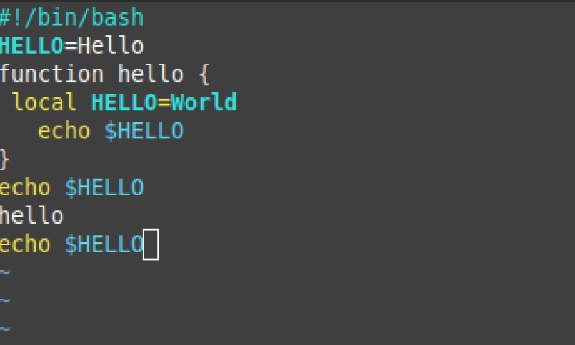 #!/bin/bash
HELLO=Hello
function hello {
 local HELLO=World
   echo $HELLO
}
echo $HELLO
hello
echo $HELLO
~
~
~